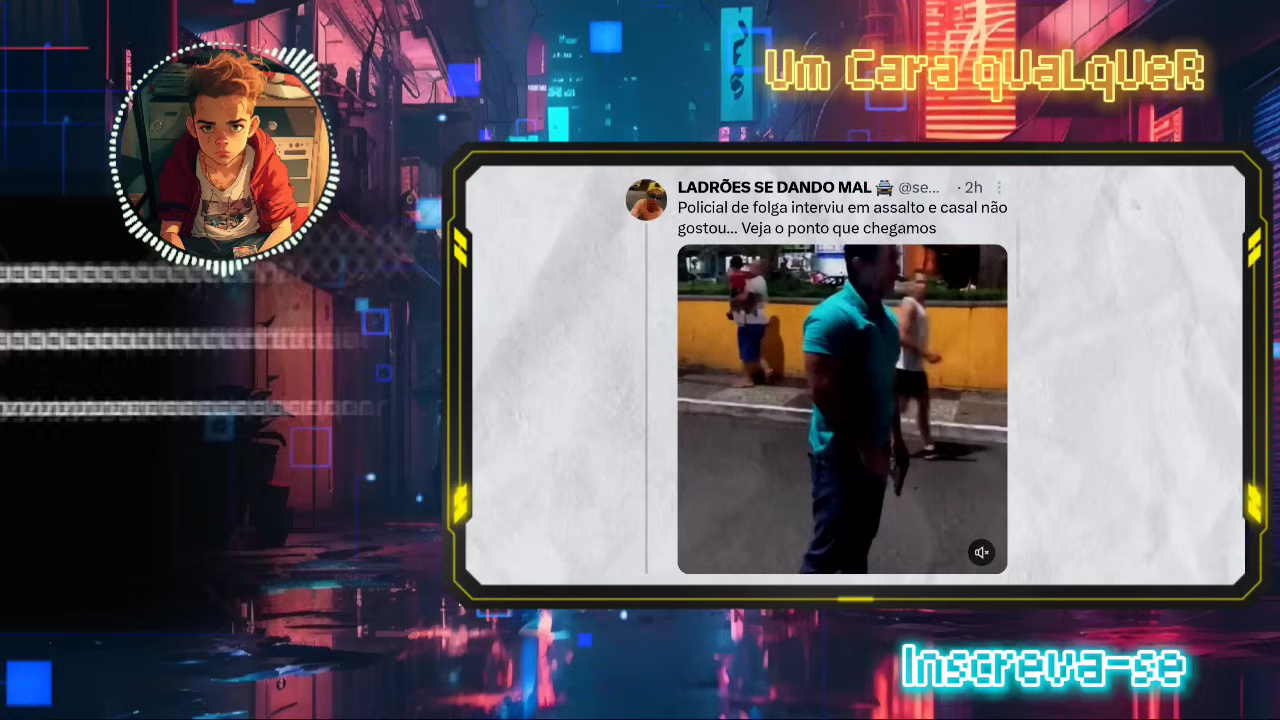 Um Cara qUaLqUeR
LADRÕES SE DANDO MAL 🚔 @se... · 2h
Policial de folga interviu em assalto e casal não
gostou... Veja o ponto que chegamos
Inscreva-se